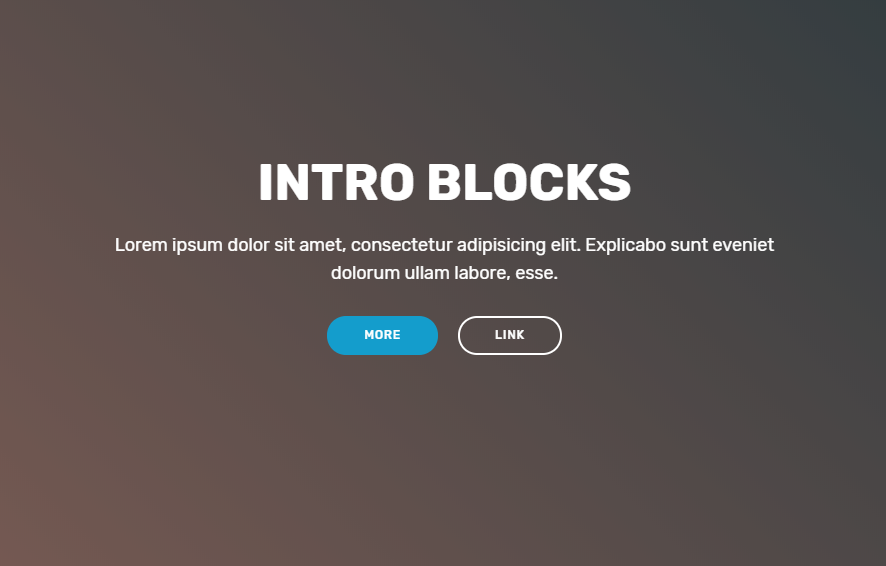 INTRO BLOCKS
Lorem ipsum dolor sit amet, consectetur adipisicing elit. Explicabo sunt eveniet
dolorum ullam labore, esse.
MORE LINK